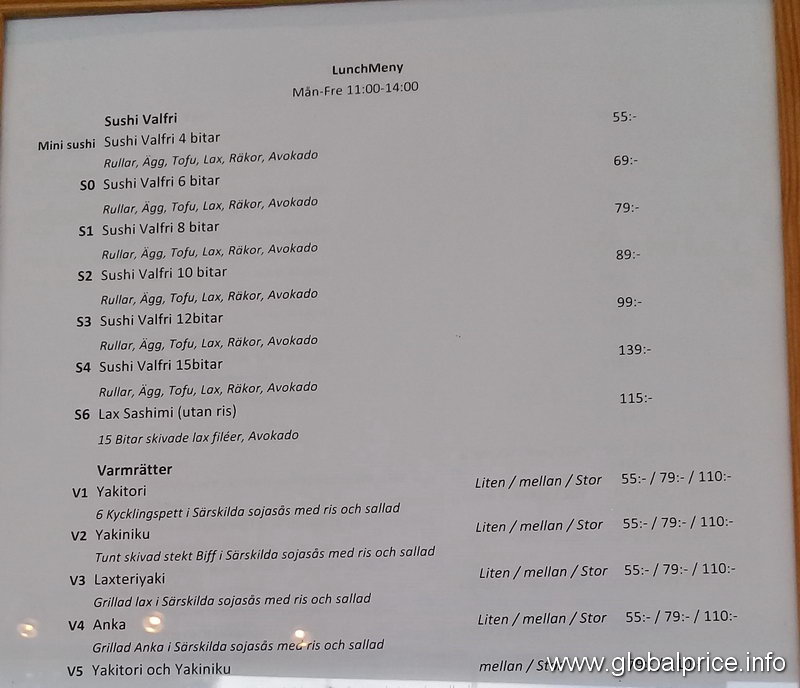 LunchMeny
Mån-Fre 11:00-14:00
Sushi Valfri 55:-
Mini sushi Sushi Valfri 4 bitar
Rullar, Ägg, Tofu, Lax, Räkor, Avokado 69:-
S0 Sushi Valfri 6 bitar
Rullar, Ägg, Tofu, Lax, Räkor, Avokado 79:-
S1 Sushi Valfri 8 bitar
Rullar, Ägg, Tofu, Lax, Räkor, Avokado 89:-
S2 Sushi Valfri 10 bitar
Rullar, Ägg, Tofu, Lax, Räkor, Avokado 99:-
S3 Sushi Valfri 12bitar
Rullar, Ägg, Tofu, Lax, Räkor, Avokado 139:-
S4 Sushi Valfri 15bitar
Rullar, Ägg, Tofu, Lax, Räkor, Avokado 115:-
S6 Lax Sashimi (utan ris)
15 Bitar skivade lax filéer, Avokado
Varmrätter
V1 Yakitori Liten / mellan / Stor 55:- / 79:- / 110:-
6 Kycklingspett i Särskilda sojasås med ris och sallad
V2 Yakiniku Liten / mellan / Stor 55:- / 79:- / 110:-
Tunt skivad stekt Biff i Särskilda sojasås med ris och sallad
V3 Laxteriyaki Liten / mellan / Stor 55:- / 79:- / 110:-
Grillad lax i Särskilda sojasås med ris och sallad
V4 Anka Liten / mellan / Stor 55:- / 79:- / 110:-
Grillad Anka i Särskilda sojasås med ris och sallad
V5 Yakitori och Yakiniku mellan /
www.globalprice.info